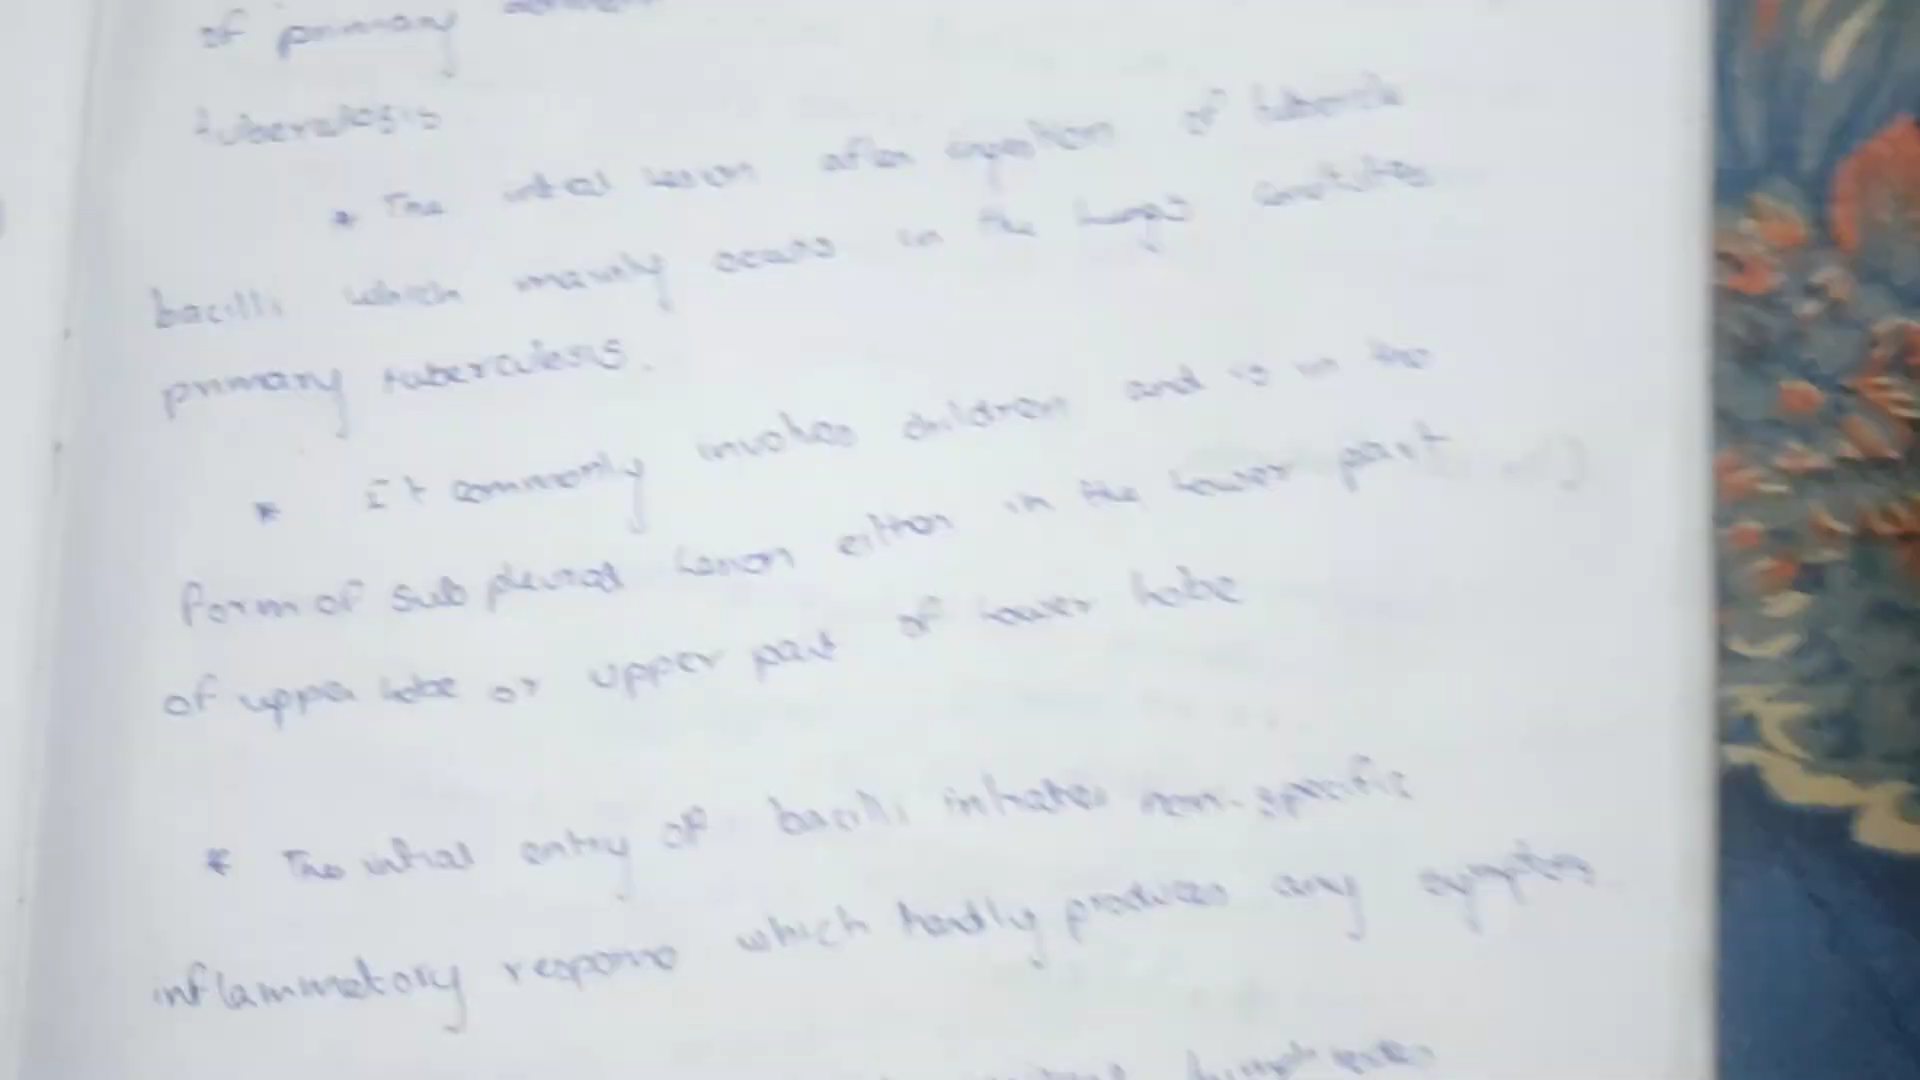 of primary
tuberculosis
* The initial lesion after ingestion of tubercle
bacilli which mainly occurs in the lungs constitutes
primary tuberculosis.
* It commonly involves children and is in the
form of sub pleural lesion either in the lower part
of upper lobe or upper part of lower lobe
* The initial entry of bacilli initiates non-specific
inflammatory response which hardly produces any symptoms